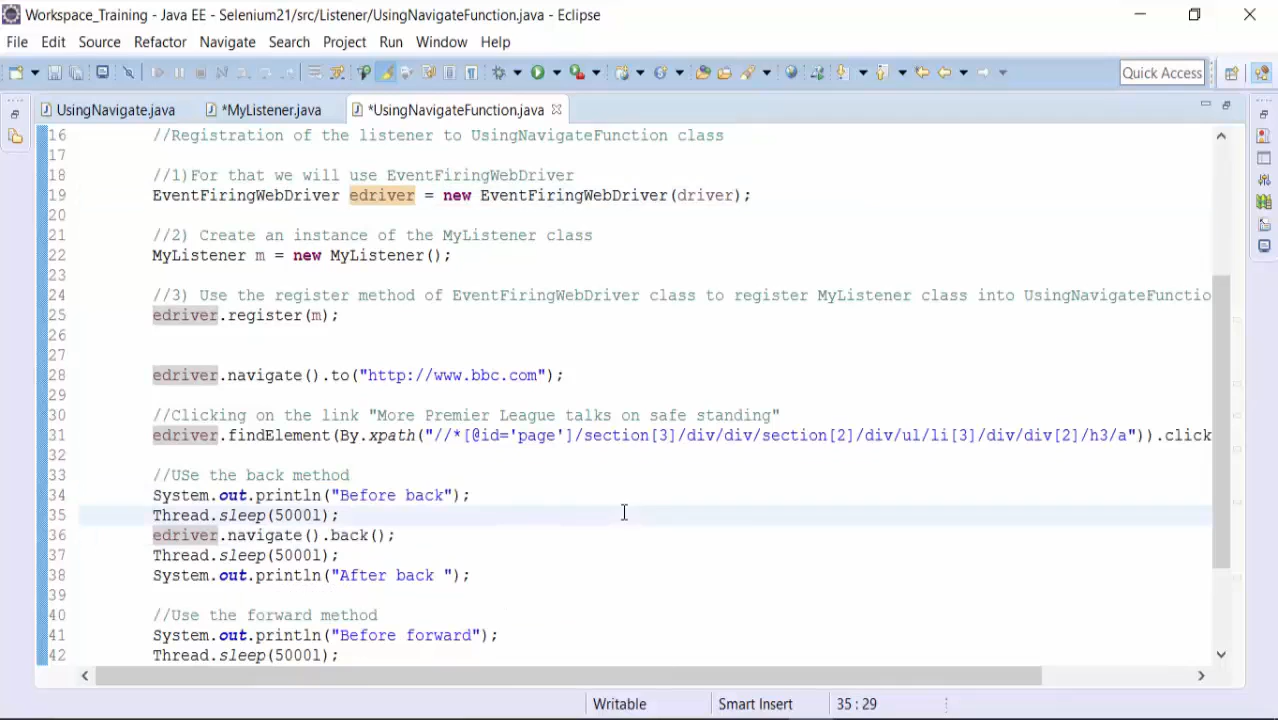 Workspace_Training - Java EE - Selenium21/src/Listener/UsingNavigateFunction.java - Eclipse
File Edit Source Refactor Navigate Search Project Run Window Help
Quick Access
UsingNavigate.java *MyListener.java *UsingNavigateFunction.java
16 //Registration of the listener to UsingNavigateFunction class
17
18 //1)For that we will use EventFiringWebDriver
19 EventFiringWebDriver edriver = new EventFiringWebDriver(driver);
20
21 //2) Create an instance of the MyListener class
22 MyListener m = new MyListener();
23
24 //3) Use the register method of EventFiringWebDriver class to register MyListener class into UsingNavigateFunctio
25 edriver.register(m);
26
27
28 edriver.navigate().to("http://www.bbc.com");
29
30 //Clicking on the link "More Premier League talks on safe standing"
31 edriver.findElement(By.xpath("//*[@id='page']/section[3]/div/div/section[2]/div/ul/li[3]/div/div[2]/h3/a")).click
32
33 //USe the back method
34 System.out.println("Before back");
35 Thread.sleep(5000l);
36 edriver.navigate().back();
37 Thread.sleep(5000l);
38 System.out.println("After back ");
39
40 //Use the forward method
41 System.out.println("Before forward");
42 Thread.sleep(5000l);
Writable Smart Insert 35 : 29